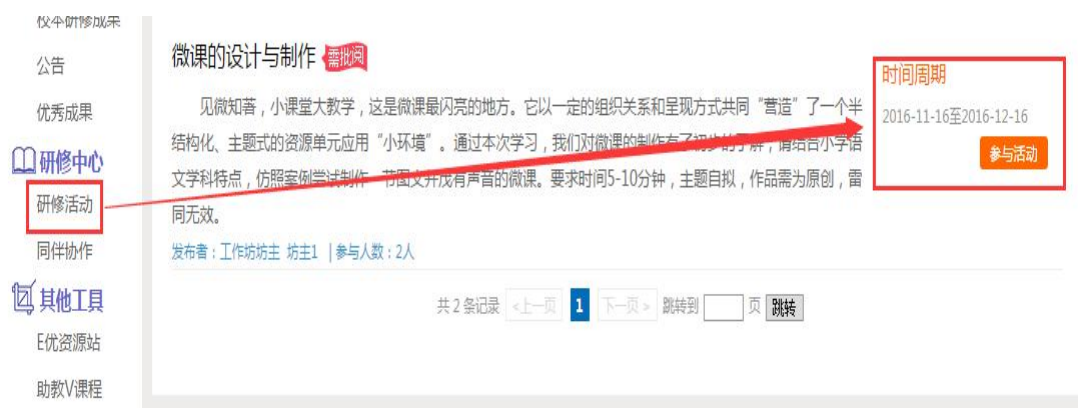 校本研修成果
公告
优秀成果
研修中心
研修活动
同伴协作
其他工具
E优资源站
助教V课程
微课的设计与制作 需批阅
见微知著，小课堂大教学，这是微课最闪亮的地方。它以一定的组织关系和呈现方式共同“营造”了一个半
结构化、主题式的资源单元应用“小环境”。通过本次学习，我们对微课的制作有了初步的了解，请结合小学语
文学科特点，仿照案例尝试制作一节图文并茂有声音的微课。要求时间5-10分钟，主题自拟，作品需为原创，雷
同无效。
发布者：工作坊坊主 坊主1 | 参与人数：2人
时间周期
2016-11-16至2016-12-16
参与活动
共 2 条记录 <上一页 1 下一页> 跳转到 页 跳转